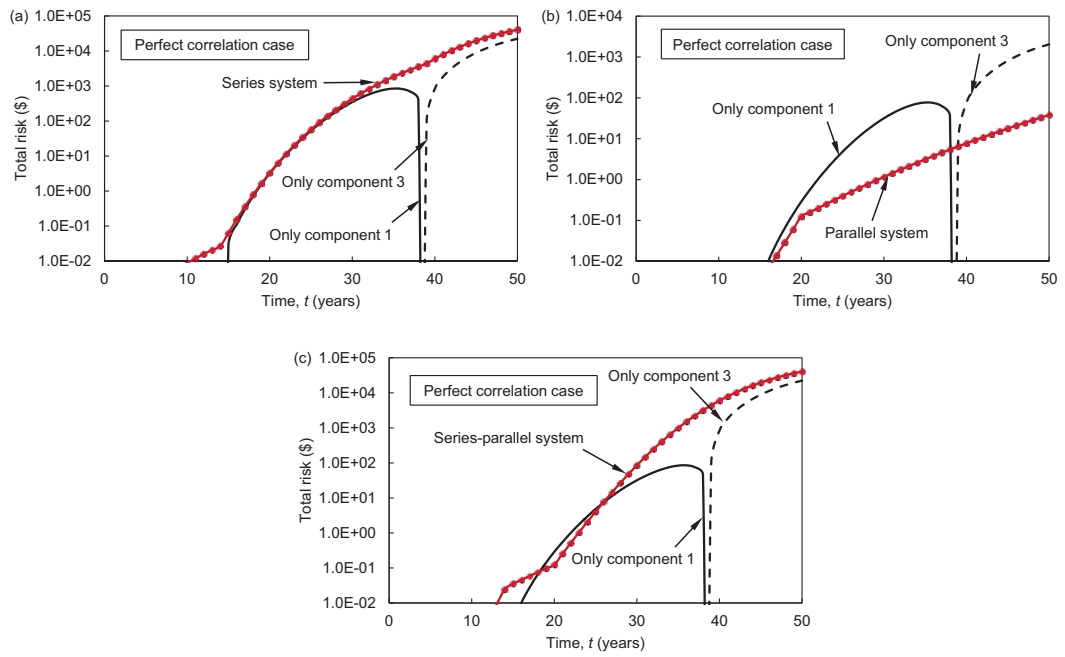 (a)
1.0E+05
1.0E+04
1.0E+03
1.0E+02
1.0E+01
1.0E+00
1.0E-01
1.0E-02
Total risk ($)
Perfect correlation case
Series system
Only component 3
Only component 1
0 10 20 30 40 50
Time, t (years)
(b)
1.0E+04
1.0E+03
1.0E+02
1.0E+01
1.0E+00
1.0E-01
1.0E-02
Total risk ($)
Perfect correlation case
Only component 3
Only component 1
Parallel system
0 10 20 30 40 50
Time, t (years)
(c)
1.0E+05
1.0E+04
1.0E+03
1.0E+02
1.0E+01
1.0E+00
1.0E-01
1.0E-02
Total risk ($)
Perfect correlation case
Only component 3
Series-parallel system
Only component 1
0 10 20 30 40 50
Time, t (years)